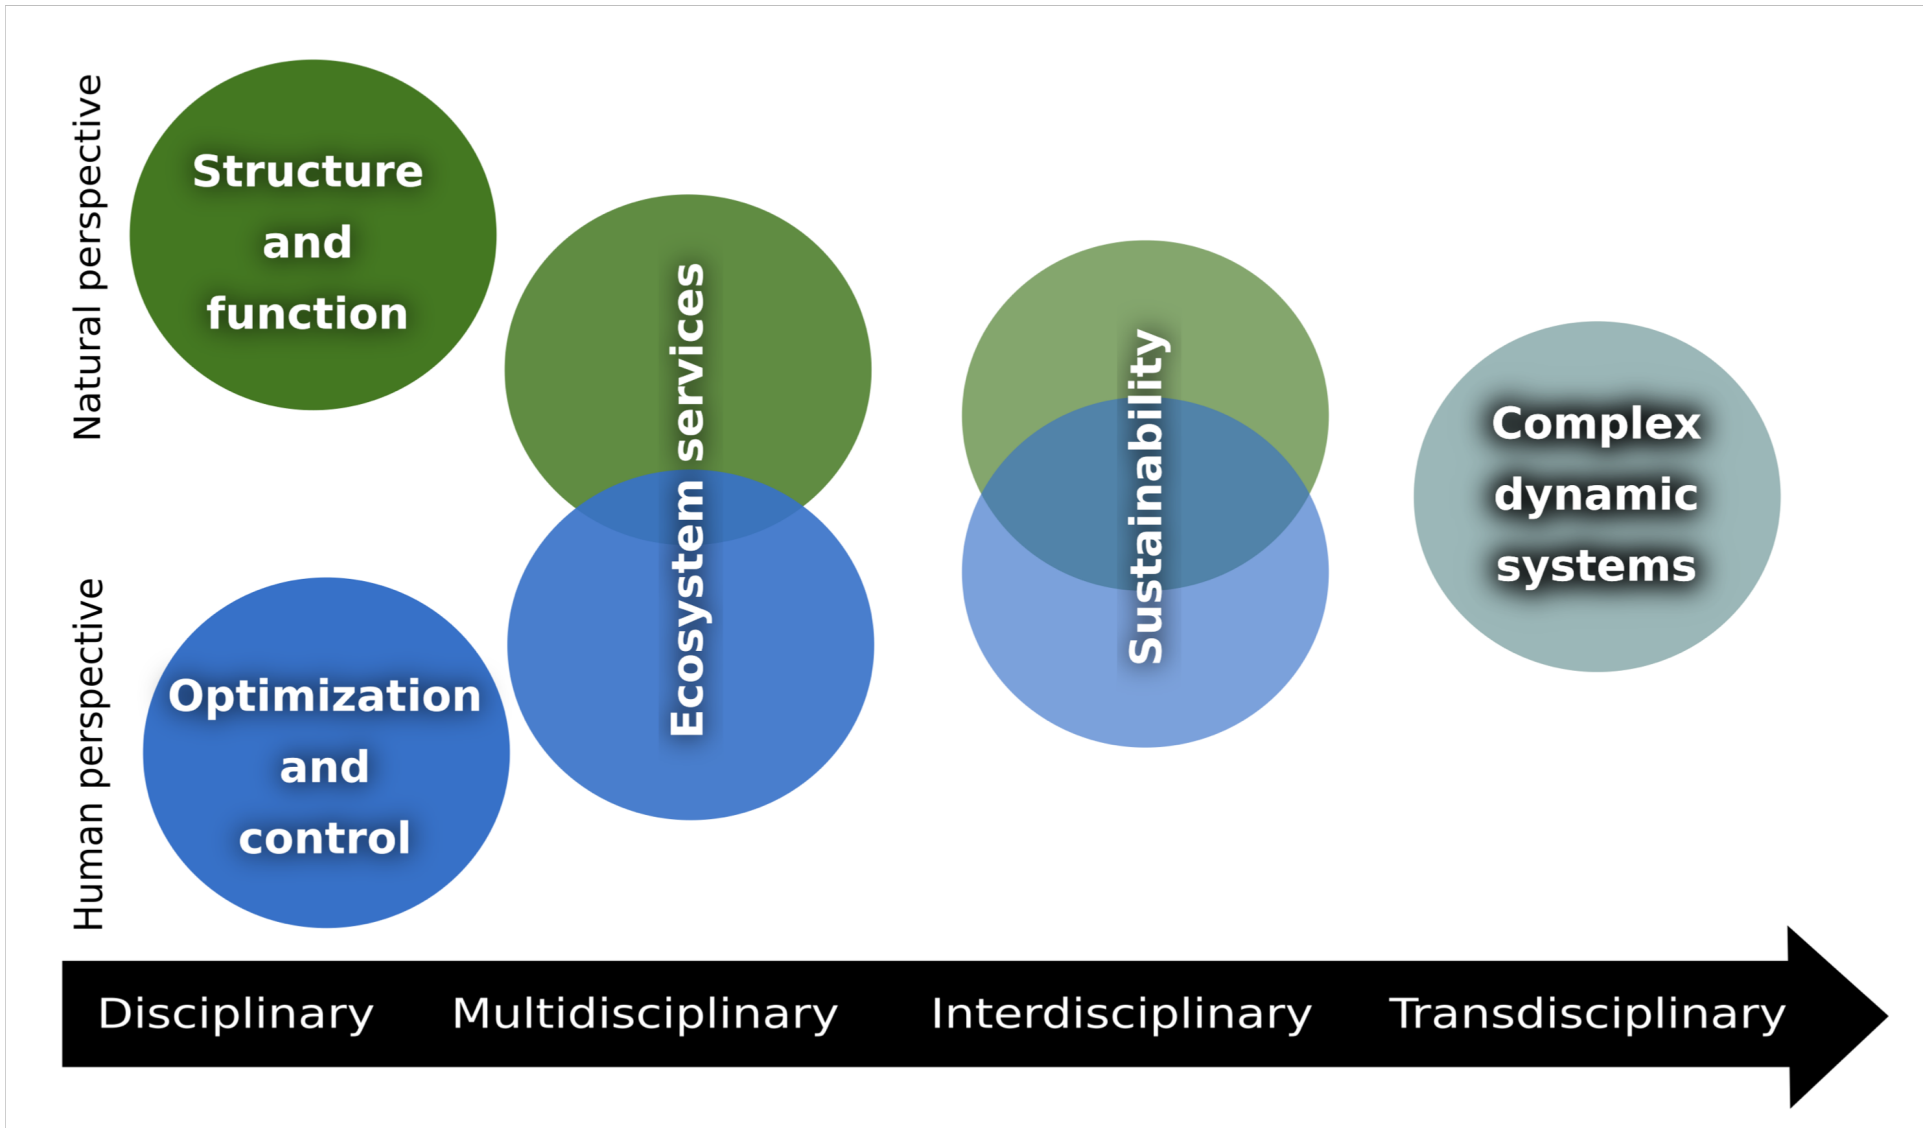 Natural perspective
Structure
and
function
Human perspective
Optimization
and
control
Ecosystem services
Sustainability
Complex
dynamic
systems
Disciplinary
Multidisciplinary
Interdisciplinary
Transdisciplinary